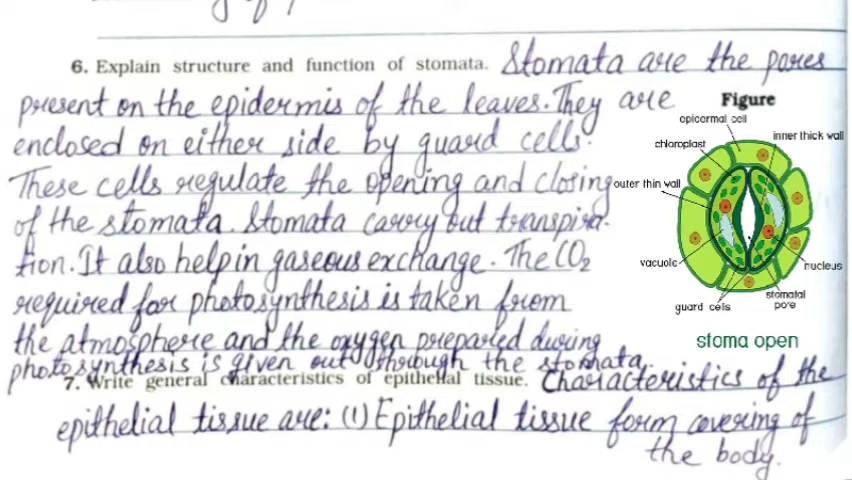 6. Explain structure and function of stomata. Stomata are the pores
present on the epidermis of the leaves. They are
enclosed on either side by guard cells.
These cells regulate the opening and closing
of the stomata. Stomata carry out transpira-
tion. It also help in gaseous exchange. The CO₂
required for photosynthesis is taken from
the atmosphere and the oxygen prepared during
photosynthesis is given out through the stomata.
Figure
epicermal cell
chloroplast
inner thick wall
outer thin wall
vacuole
nucleus
guard cells
stomatal
pore
stoma open
7. Write general characteristics of epithelial tissue. Characteristics of the
epithelial tissue are: (1) Epithelial tissue form covering of
the body.